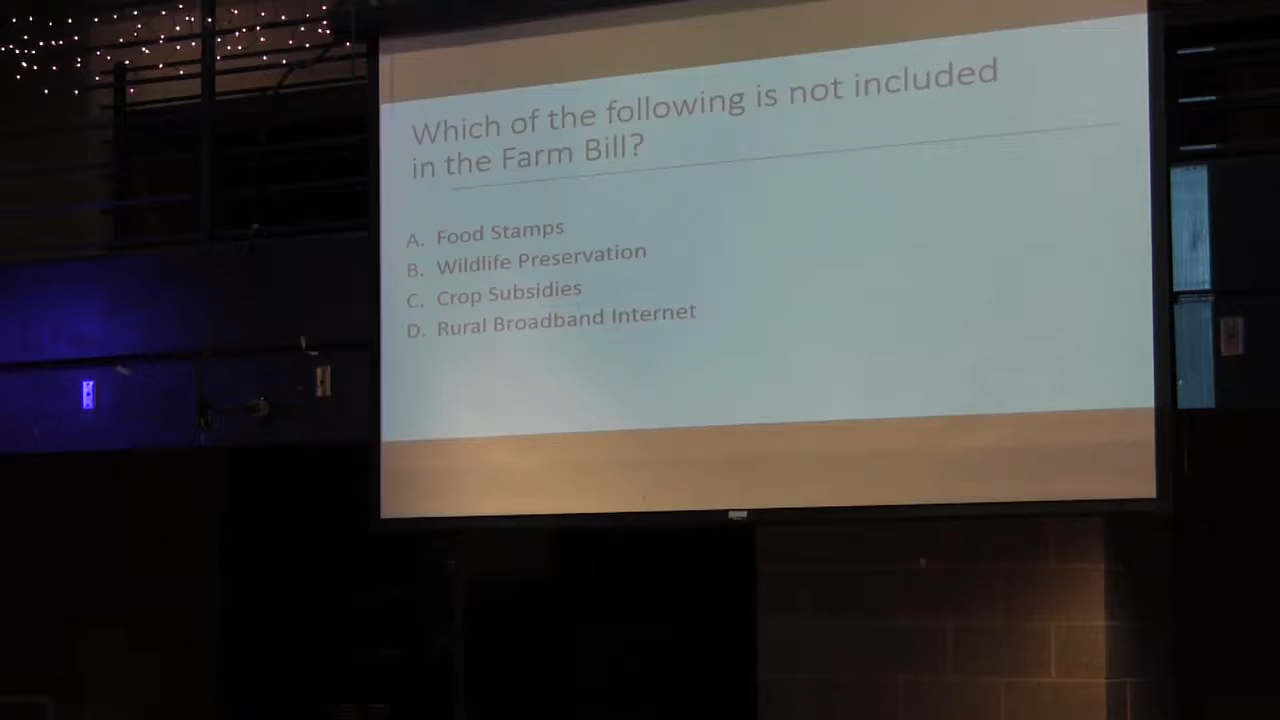 Which of the following is not included
in the Farm Bill?
A. Food Stamps
B. Wildlife Preservation
C. Crop Subsidies
D. Rural Broadband Internet